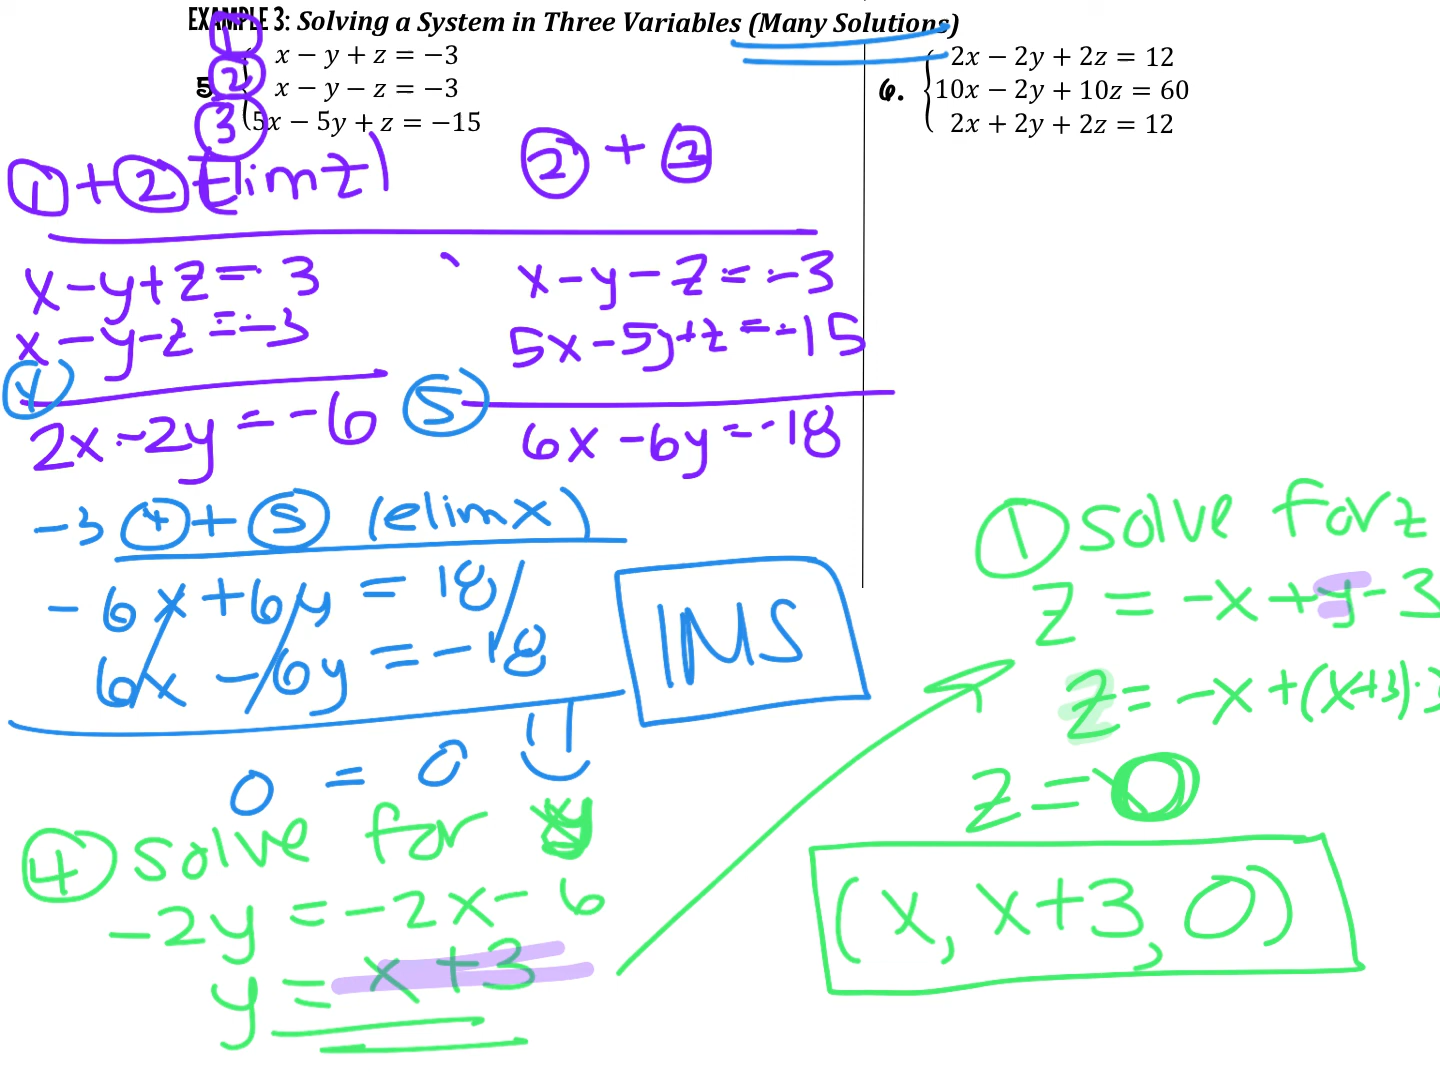 EXAMPLE 3: Solving a System in Three Variables (Many Solutions)
5.
① x − y + z = −3
② x − y − z = −3
③ 5x − 5y + z = −15
6.
2x − 2y + 2z = 12
10x − 2y + 10z = 60
2x + 2y + 2z = 12
① + ② (elim z)
x − y + z = 3
x − y − z = −3
④ 2x − 2y = −6
② + ③
x − y − z = −3
5x − 5y + z = −15
⑤ 6x − 6y = −18
−3 ④ + ⑤ (elim x)
−6x + 6y = 18
6x − 6y = −18
0 = 0
IMS
④ solve for y
−2y = −2x − 6
y = x + 3
① solve for z
z = −x + y − 3
z = −x + (x+3) − 3
z = 0
(x, x+3, 0)